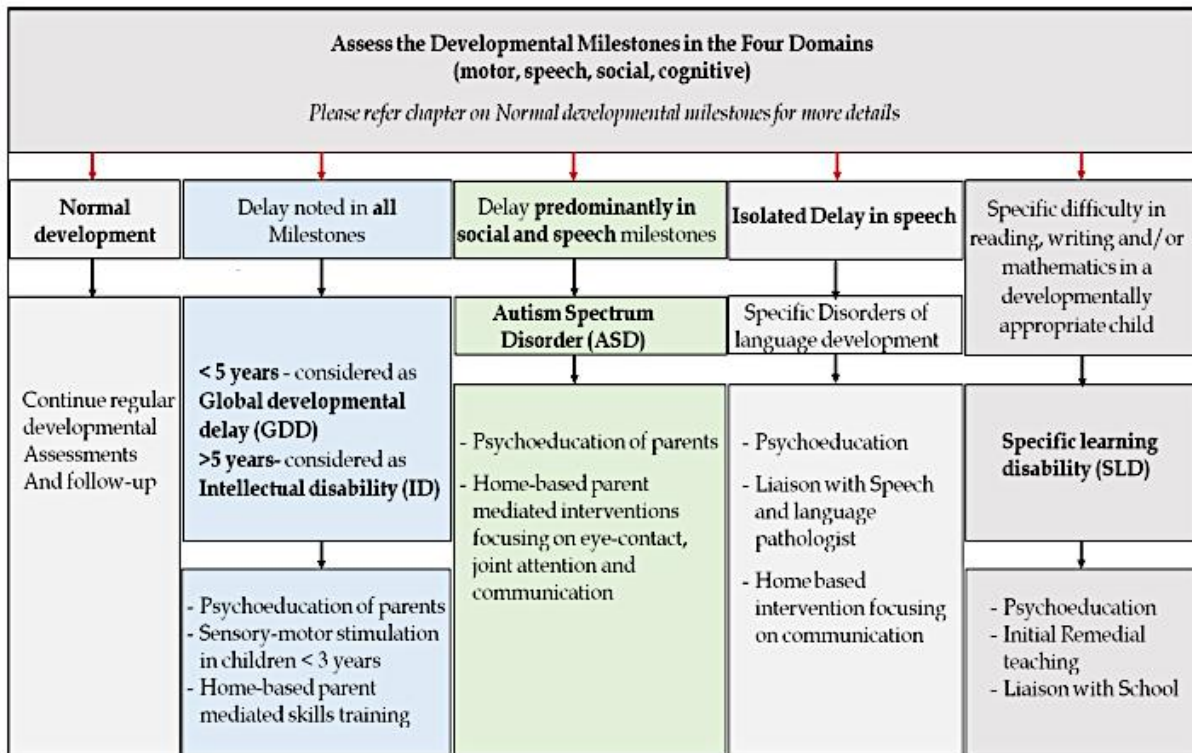 Assess the Developmental Milestones in the Four Domains
(motor, speech, social, cognitive)
Please refer chapter on Normal developmental milestones for more details
Normal
development
Continue regular
developmental
Assessments
And follow-up
Delay noted in all
Milestones
< 5 years - considered as
Global developmental
delay (GDD)
>5 years- considered as
Intellectual disability (ID)
- Psychoeducation of parents
- Sensory-motor stimulation
in children < 3 years
- Home-based parent
mediated skills training
Delay predominantly in
social and speech milestones
Autism Spectrum
Disorder (ASD)
- Psychoeducation of parents
- Home-based parent
mediated interventions
focusing on eye-contact,
joint attention and
communication
Isolated Delay in speech
Specific Disorders of
language development
- Psychoeducation
- Liaison with Speech
and language
pathologist
- Home based
intervention focusing
on communication
Specific difficulty in
reading, writing and/or
mathematics in a
developmentally
appropriate child
Specific learning
disability (SLD)
- Psychoeducation
- Initial Remedial
teaching
- Liaison with School